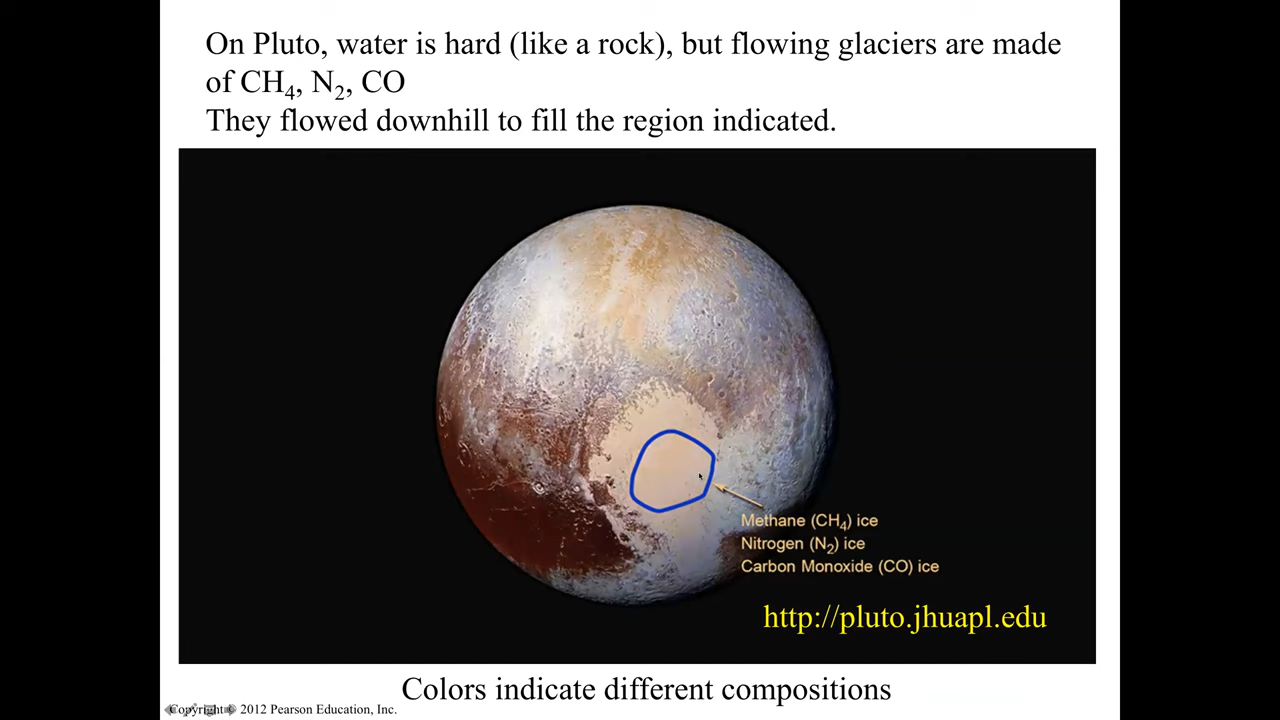 On Pluto, water is hard (like a rock), but flowing glaciers are made
of CH₄, N₂, CO
They flowed downhill to fill the region indicated.
Methane (CH₄) ice
Nitrogen (N₂) ice
Carbon Monoxide (CO) ice
http://pluto.jhuapl.edu
Colors indicate different compositions
Copyright © 2012 Pearson Education, Inc.